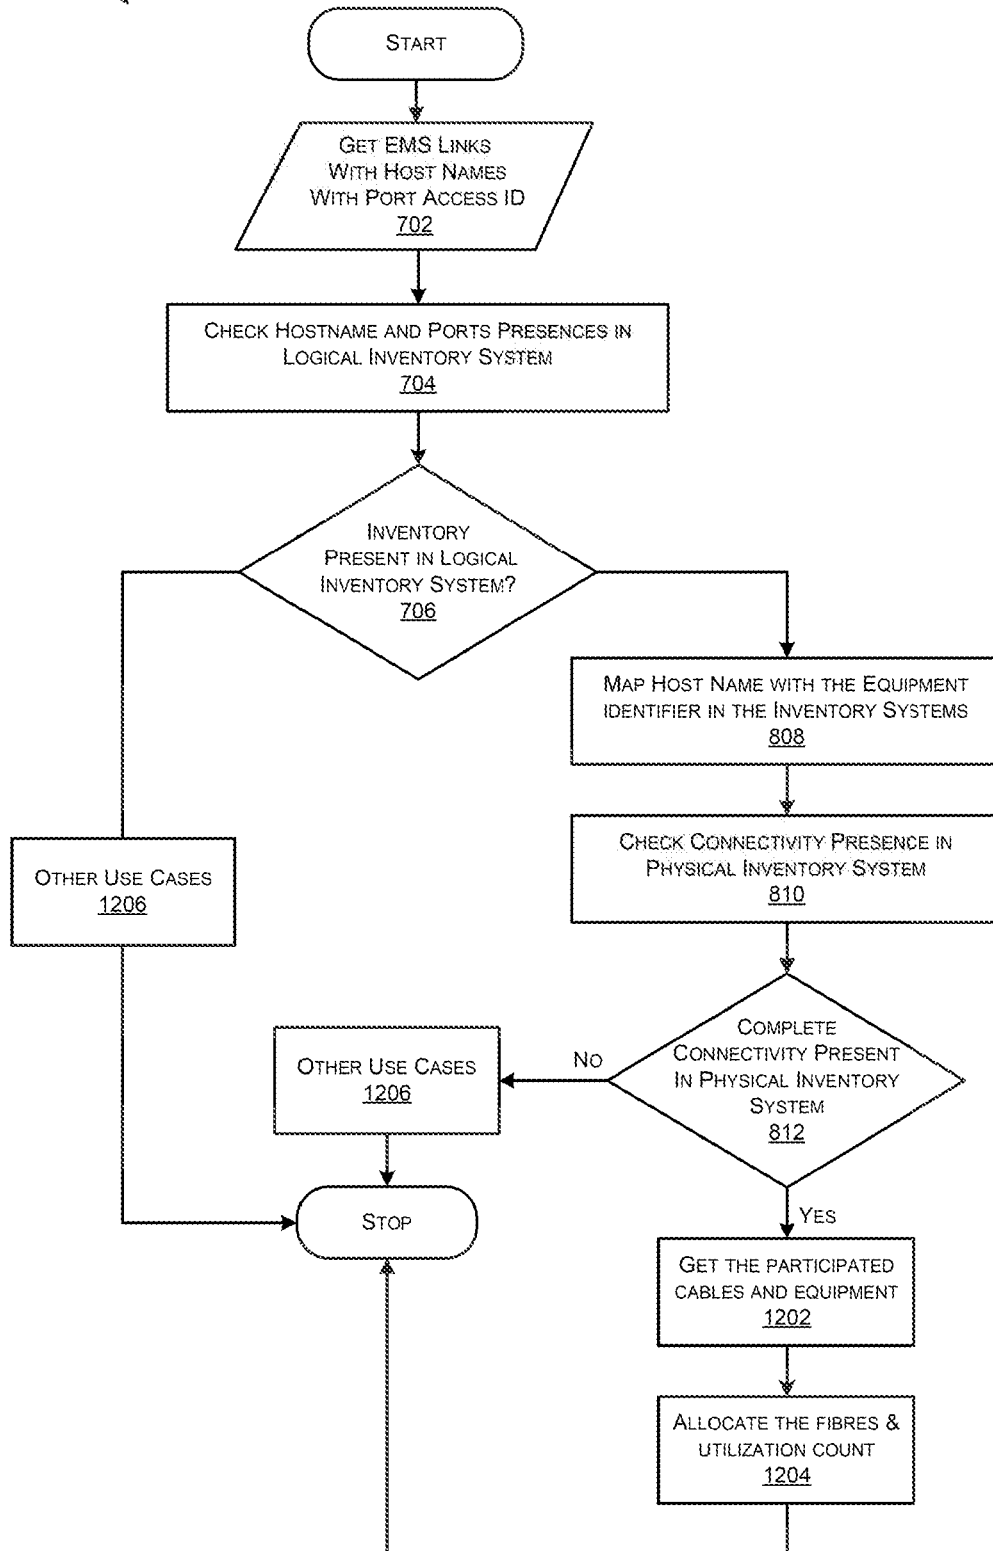 START
GET EMS LINKS
WITH HOST NAMES
WITH PORT ACCESS ID
702
CHECK HOSTNAME AND PORTS PRESENCES IN
LOGICAL INVENTORY SYSTEM
704
INVENTORY
PRESENT IN LOGICAL
INVENTORY SYSTEM?
706
MAP HOST NAME WITH THE EQUIPMENT
IDENTIFIER IN THE INVENTORY SYSTEMS
808
CHECK CONNECTIVITY PRESENCE IN
PHYSICAL INVENTORY SYSTEM
810
OTHER USE CASES
1206
COMPLETE
CONNECTIVITY PRESENT
IN PHYSICAL INVENTORY
SYSTEM
812
NO
OTHER USE CASES
1206
STOP
YES
GET THE PARTICIPATED
CABLES AND EQUIPMENT
1202
ALLOCATE THE FIBRES &
UTILIZATION COUNT
1204